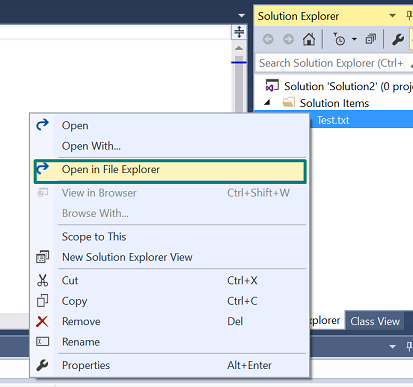 Solution Explorer
Search Solution Explorer (Ctrl+
Solution 'Solution2' (0 proj
Solution Items
Test.txt
Open
Open With...
Open in File Explorer
View in Browser Ctrl+Shift+W
Browse With...
Scope to This
New Solution Explorer View
Cut Ctrl+X
Copy Ctrl+C
Remove Del
Rename
Properties Alt+Enter
xplorer Class View